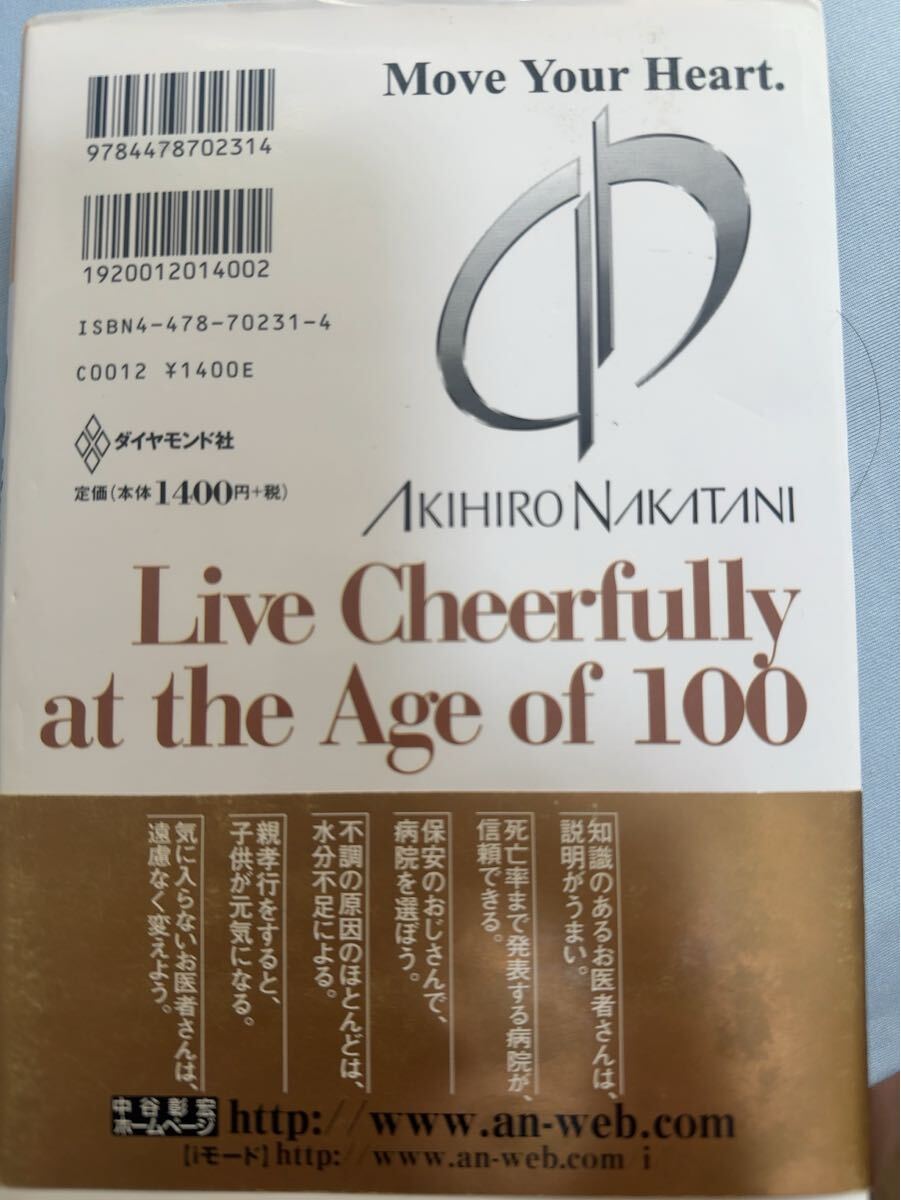 Move Your Heart.
9784478702314
1920012014002
ISBN4-478-70231-4
C0012 ¥1400E
ダイヤモンド社
定価(本体1400円+税)
AKIHIRO NAKATANI
Live Cheerfully
at the Age of 100
知識のあるお医者さんは、
説明がうまい。
死亡率まで発表する病院が、
信頼できる。
保安のおじさんで、
病院を選ぼう。
不調の原因のほとんどは、
水分不足による。
親孝行をすると、
子供が元気になる。
気に入らないお医者さんは、
遠慮なく変えよう。
中谷彰宏
ホームページ
http://www.an-web.com
[iモード]http://www.an-web.com/i